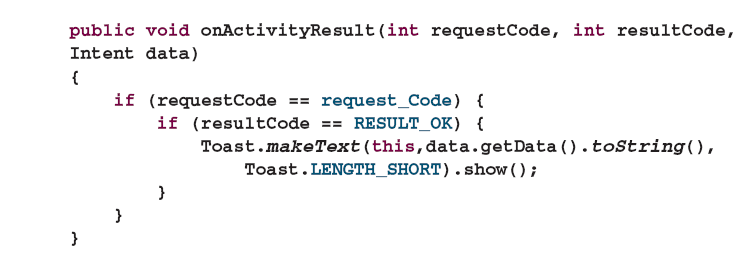 public void onActivityResult(int requestCode, int resultCode,
Intent data)
{
    if (requestCode == request_Code) {
        if (resultCode == RESULT_OK) {
            Toast.makeText(this,data.getData().toString(),
                Toast.LENGTH_SHORT).show();
        }
    }
}